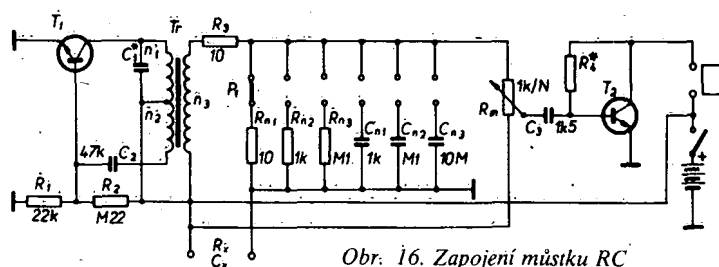 T1
Tr
R3
10
C1*
n1
n2
n3
P1
Rn1
10
Rn2
1k
Rn3
M1
Cn1
1k
Cn2
M1
Cn3
10M
1k/N
Rm
C3
1k5
R4*
T2
+
47k
C2
R1
22k
R2
M22
Rx
Cx
Obr. 16. Zapojení můstku RC